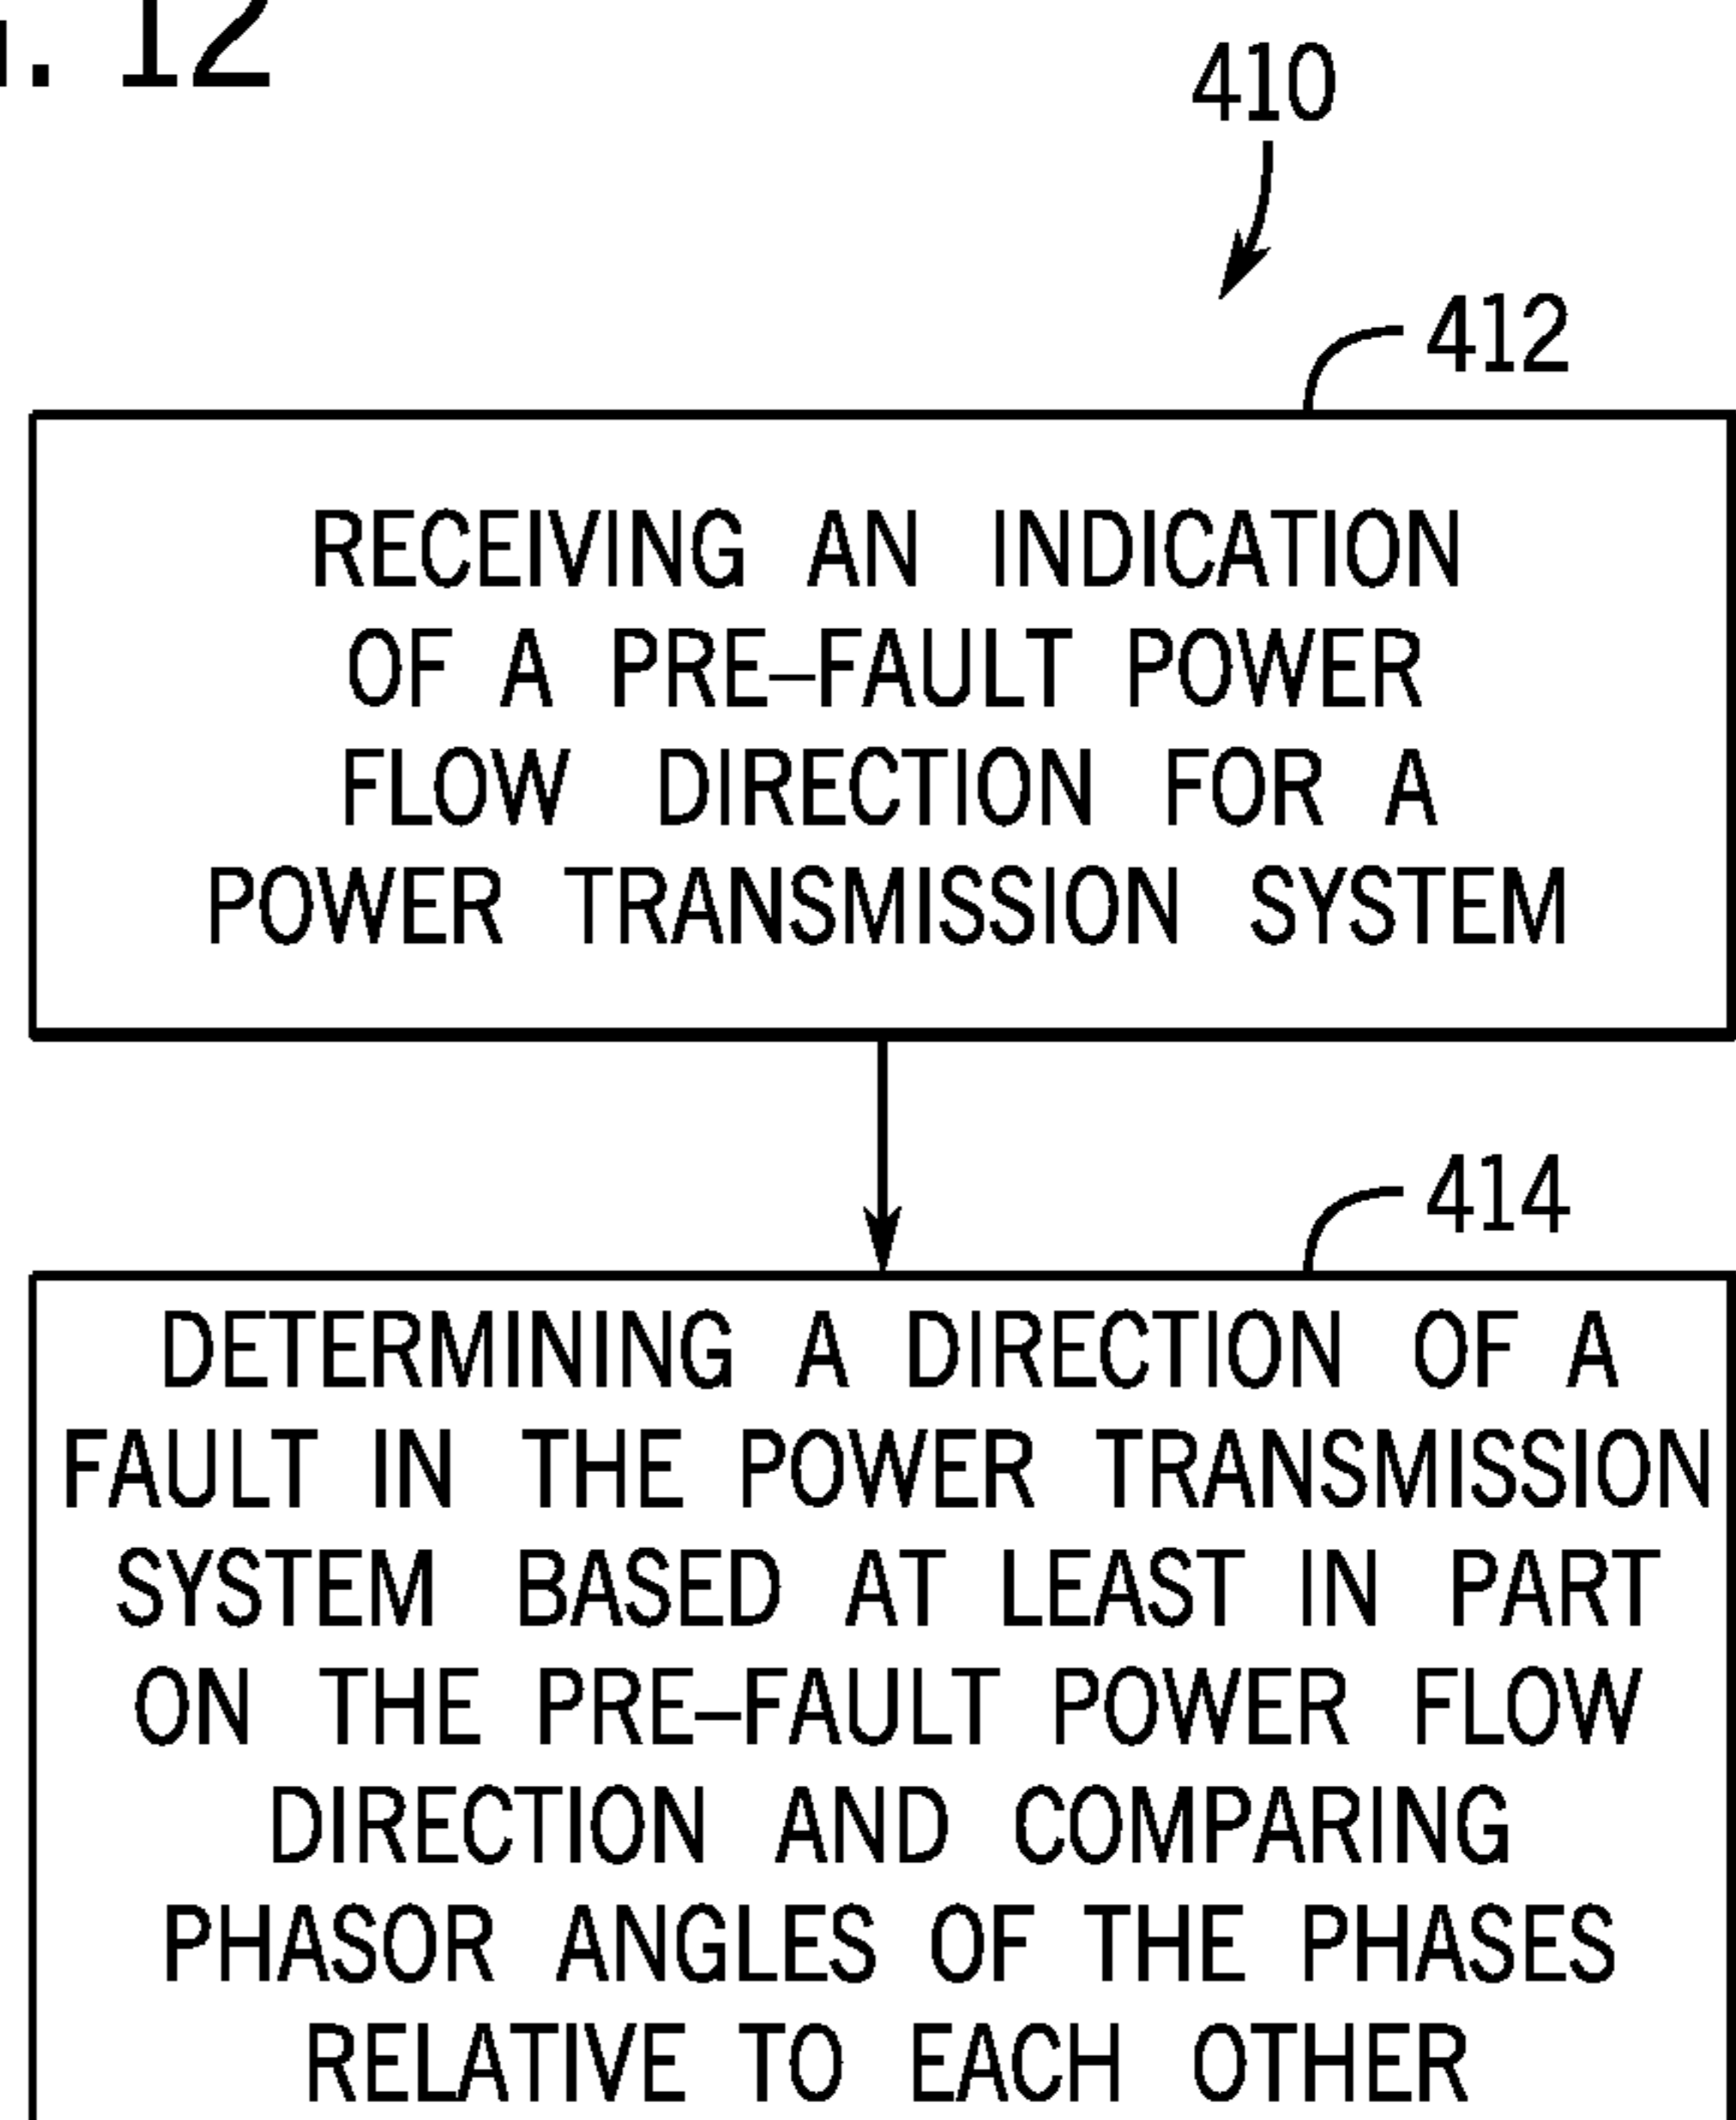 . 12
410
412
RECEIVING AN INDICATION
OF A PRE–FAULT POWER
FLOW DIRECTION FOR A
POWER TRANSMISSION SYSTEM
414
DETERMINING A DIRECTION OF A
FAULT IN THE POWER TRANSMISSION
SYSTEM BASED AT LEAST IN PART
ON THE PRE–FAULT POWER FLOW
DIRECTION AND COMPARING
PHASOR ANGLES OF THE PHASES
RELATIVE TO EACH OTHER